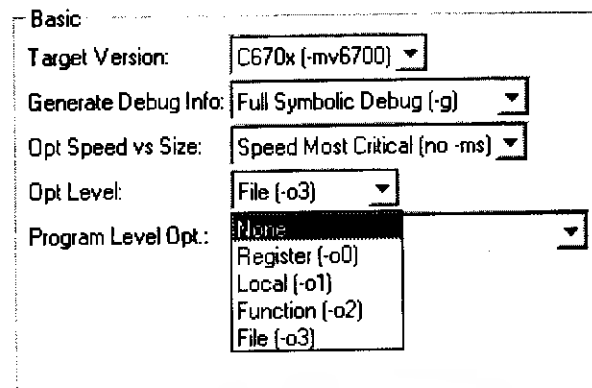 Basic
Target Version: C670x (-mv6700)
Generate Debug Info: Full Symbolic Debug (-g)
Opt Speed vs Size: Speed Most Critical (no -ms)
Opt Level: File (-o3)
Program Level Opt.: None
Register (-o0)
Local (-o1)
Function (-o2)
File (-o3)